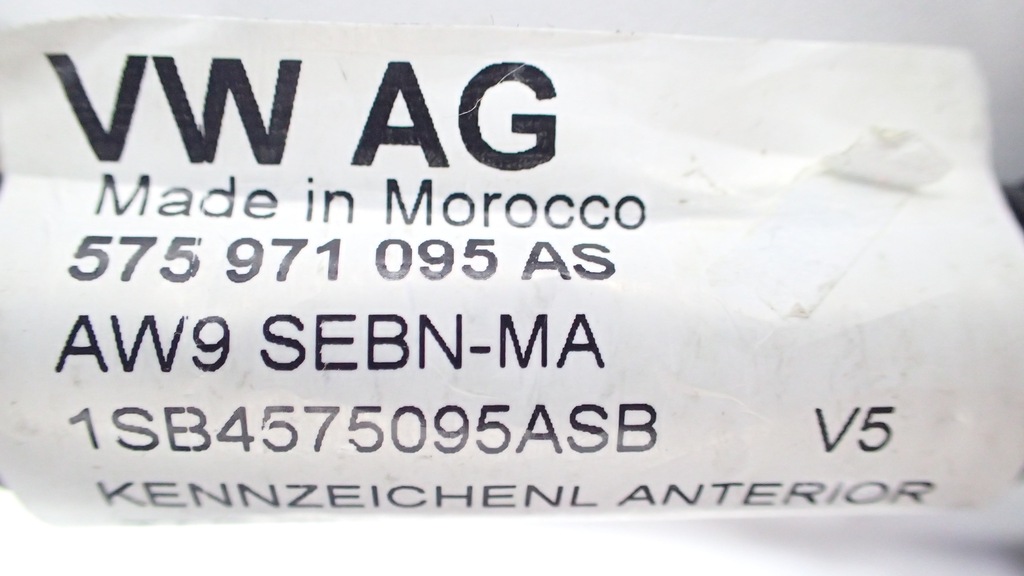 VW AG
Made in Morocco
575 971 095 AS
AW9 SEBN-MA
1SB4575095ASB V5
KENNZEICHENL ANTERIOR